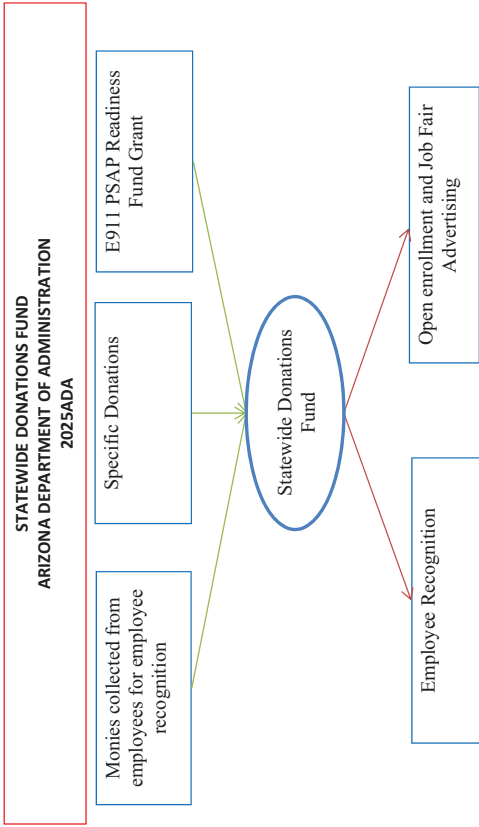 STATEWIDE DONATIONS FUND
ARIZONA DEPARTMENT OF ADMINISTRATION
2025ADA
Monies collected from
employees for employee
recognition
Specific Donations
E911 PSAP Readiness
Fund Grant
Statewide Donations
Fund
Employee Recognition
Open enrollment and Job Fair
Advertising